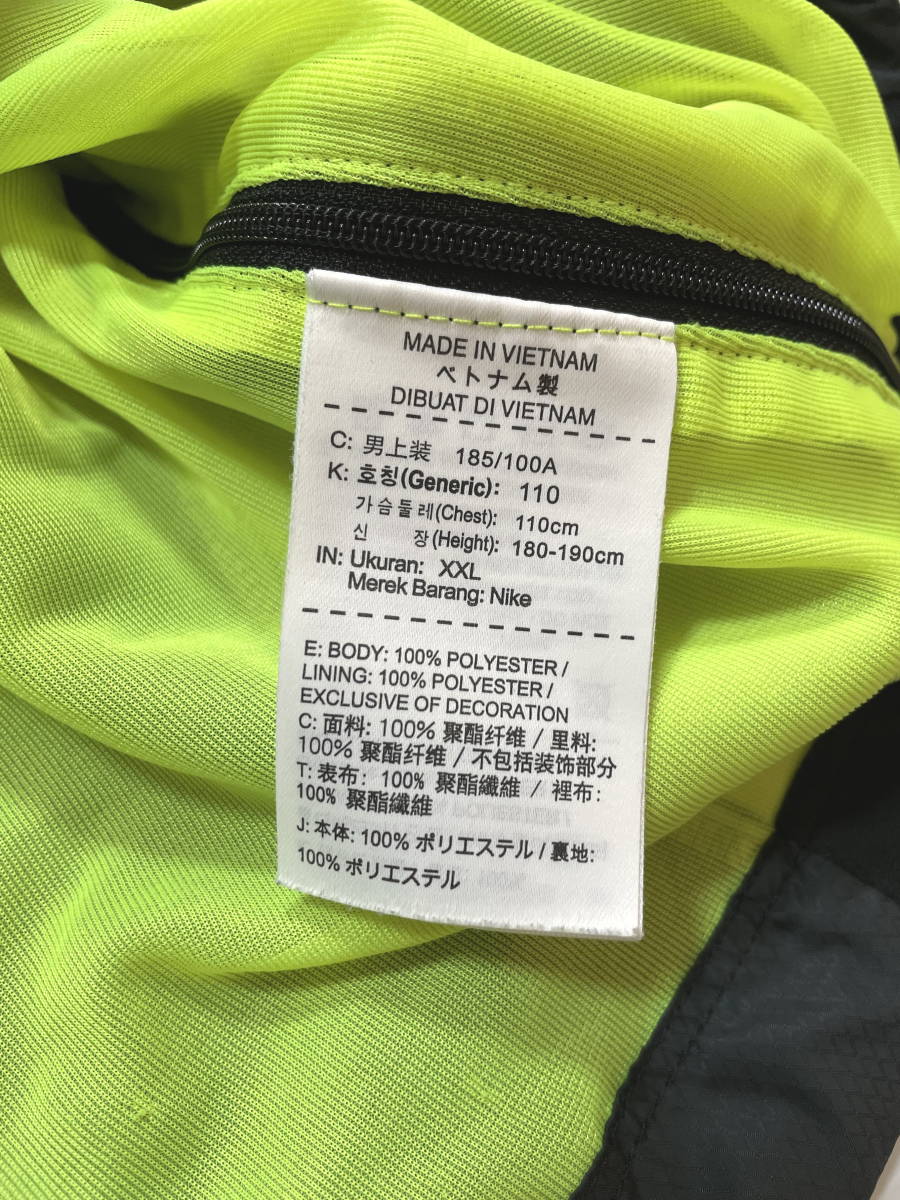 MADE IN VIETNAM
ベトナム製
DIBUAT DI VIETNAM
C: 男上装 185/100A
K: 호칭(Generic): 110
가슴둘레(Chest): 110cm
신 장(Height): 180-190cm
IN: Ukuran: XXL
Merek Barang: Nike
E: BODY: 100% POLYESTER /
LINING: 100% POLYESTER /
EXCLUSIVE OF DECORATION
C: 面料: 100% 聚酯纤维 / 里料:
100% 聚酯纤维 / 不包括装饰部分
T: 表布: 100% 聚酯纖維 / 裡布:
100% 聚酯纖維
J: 本体: 100% ポリエステル / 裏地:
100% ポリエステル